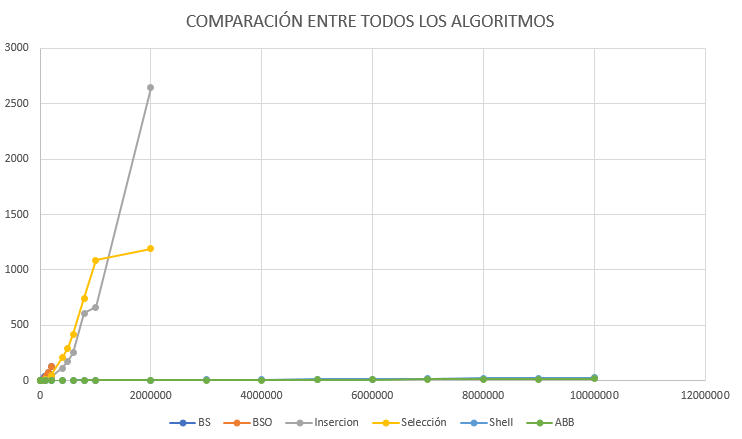 COMPARACIÓN ENTRE TODOS LOS ALGORITMOS
3000
2500
2000
1500
1000
500
0
0 2000000 4000000 6000000 8000000 10000000 12000000
BS BSO Insercion Selección Shell ABB